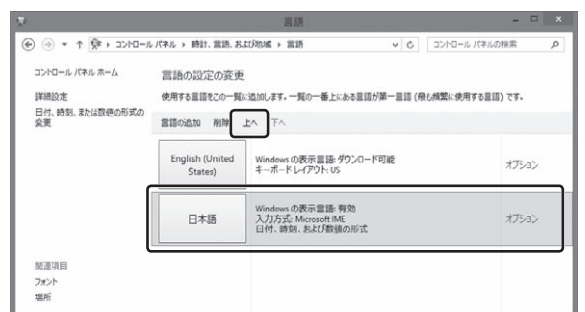 言語
コントロール パネル ▸ 時計、言語、および地域 ▸ 言語
コントロール パネルの検索
コントロール パネル ホーム
詳細設定
日付、時刻、または数値の形式の
変更
言語の設定の変更
使用する言語をこの一覧に追加します。一覧の一番上にある言語が第一言語 (最も頻繁に使用する言語) です。
言語の追加 削除 上へ 下へ
English (United
States)
Windows の表示言語: ダウンロード可能
キーボード レイアウト: US
オプション
日本語
Windows の表示言語: 有効
入力方式: Microsoft IME
日付、時刻、および数値の形式
オプション
関連項目
フォント
場所